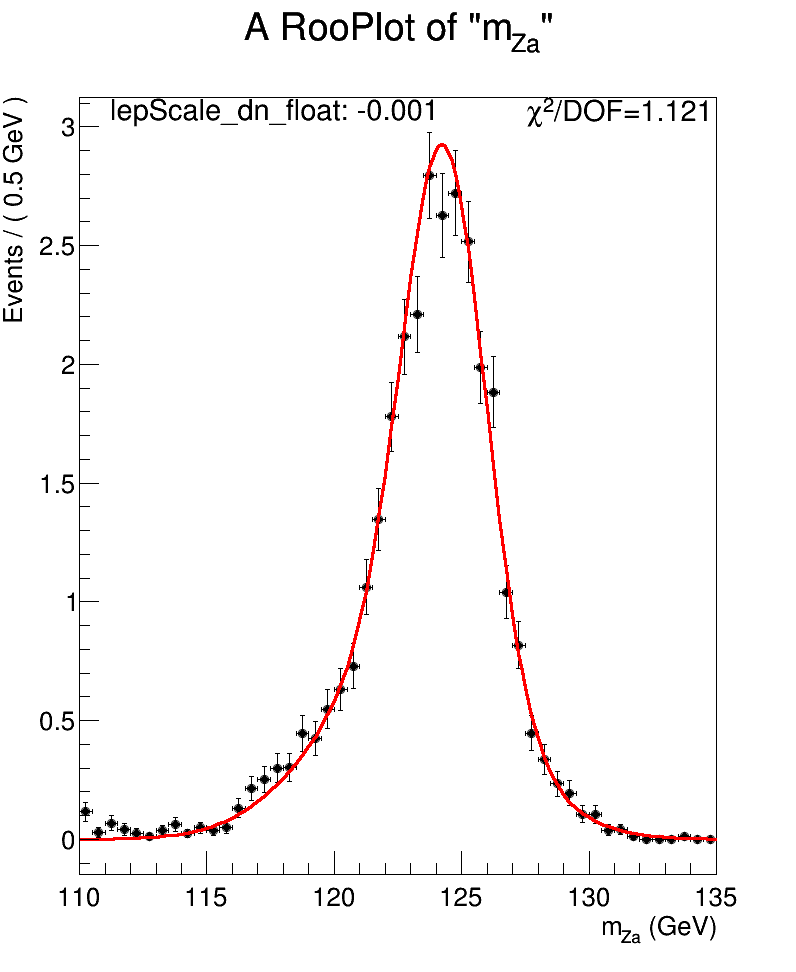 A RooPlot of "m_Za"
lepScale_dn_float: -0.001
χ²/DOF=1.121
Events / ( 0.5 GeV )
3
2.5
2
1.5
1
0.5
0
110 115 120 125 130 135
m_Za (GeV)